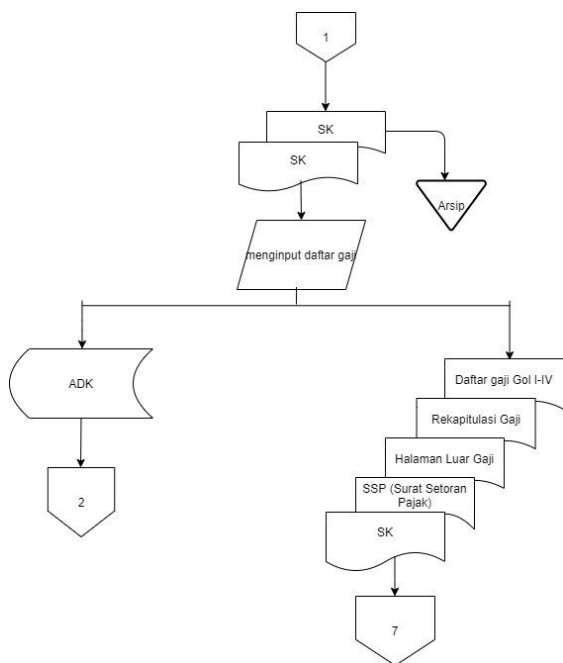 1
SK
SK
Arsip
menginput daftar gaji
ADK
2
Daftar gaji Gol I-IV
Rekapitulasi Gaji
Halaman Luar Gaji
SSP (Surat Setoran
Pajak)
SK
7